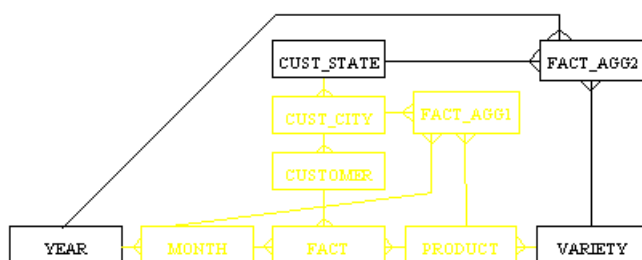 CUST_STATE
FACT_AGG2
CUST_CITY
FACT_AGG1
CUSTOMER
YEAR
MONTH
FACT
PRODUCT
VARIETY